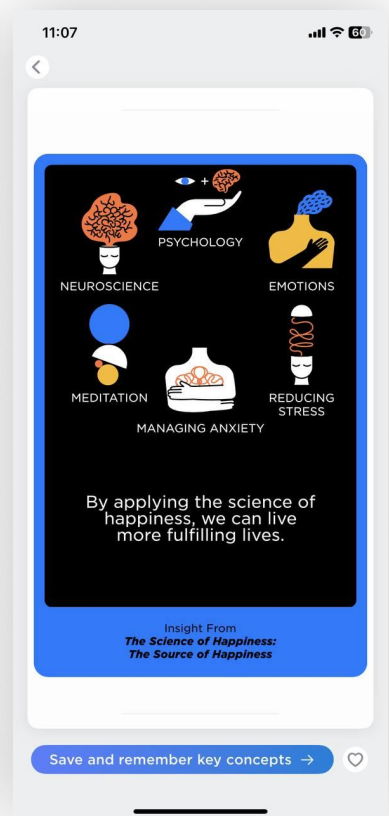 11:07
60
+
PSYCHOLOGY
NEUROSCIENCE
EMOTIONS
MEDITATION
REDUCING
STRESS
MANAGING ANXIETY
By applying the science of
happiness, we can live
more fulfilling lives.
Insight From
The Science of Happiness:
The Source of Happiness
Save and remember key concepts →